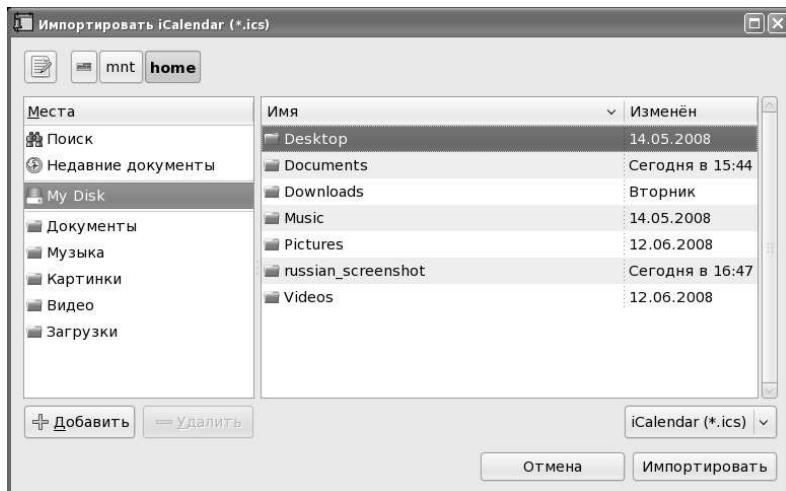 Импортировать iCalendar (*.ics)
mnt home
Места
Поиск
Недавние документы
My Disk
Документы
Музыка
Картинки
Видео
Загрузки
Имя Изменён
Desktop 14.05.2008
Documents Сегодня в 15:44
Downloads Вторник
Music 14.05.2008
Pictures 12.06.2008
russian_screenshot Сегодня в 16:47
Videos 12.06.2008
Добавить Удалить iCalendar (*.ics)
Отмена Импортировать